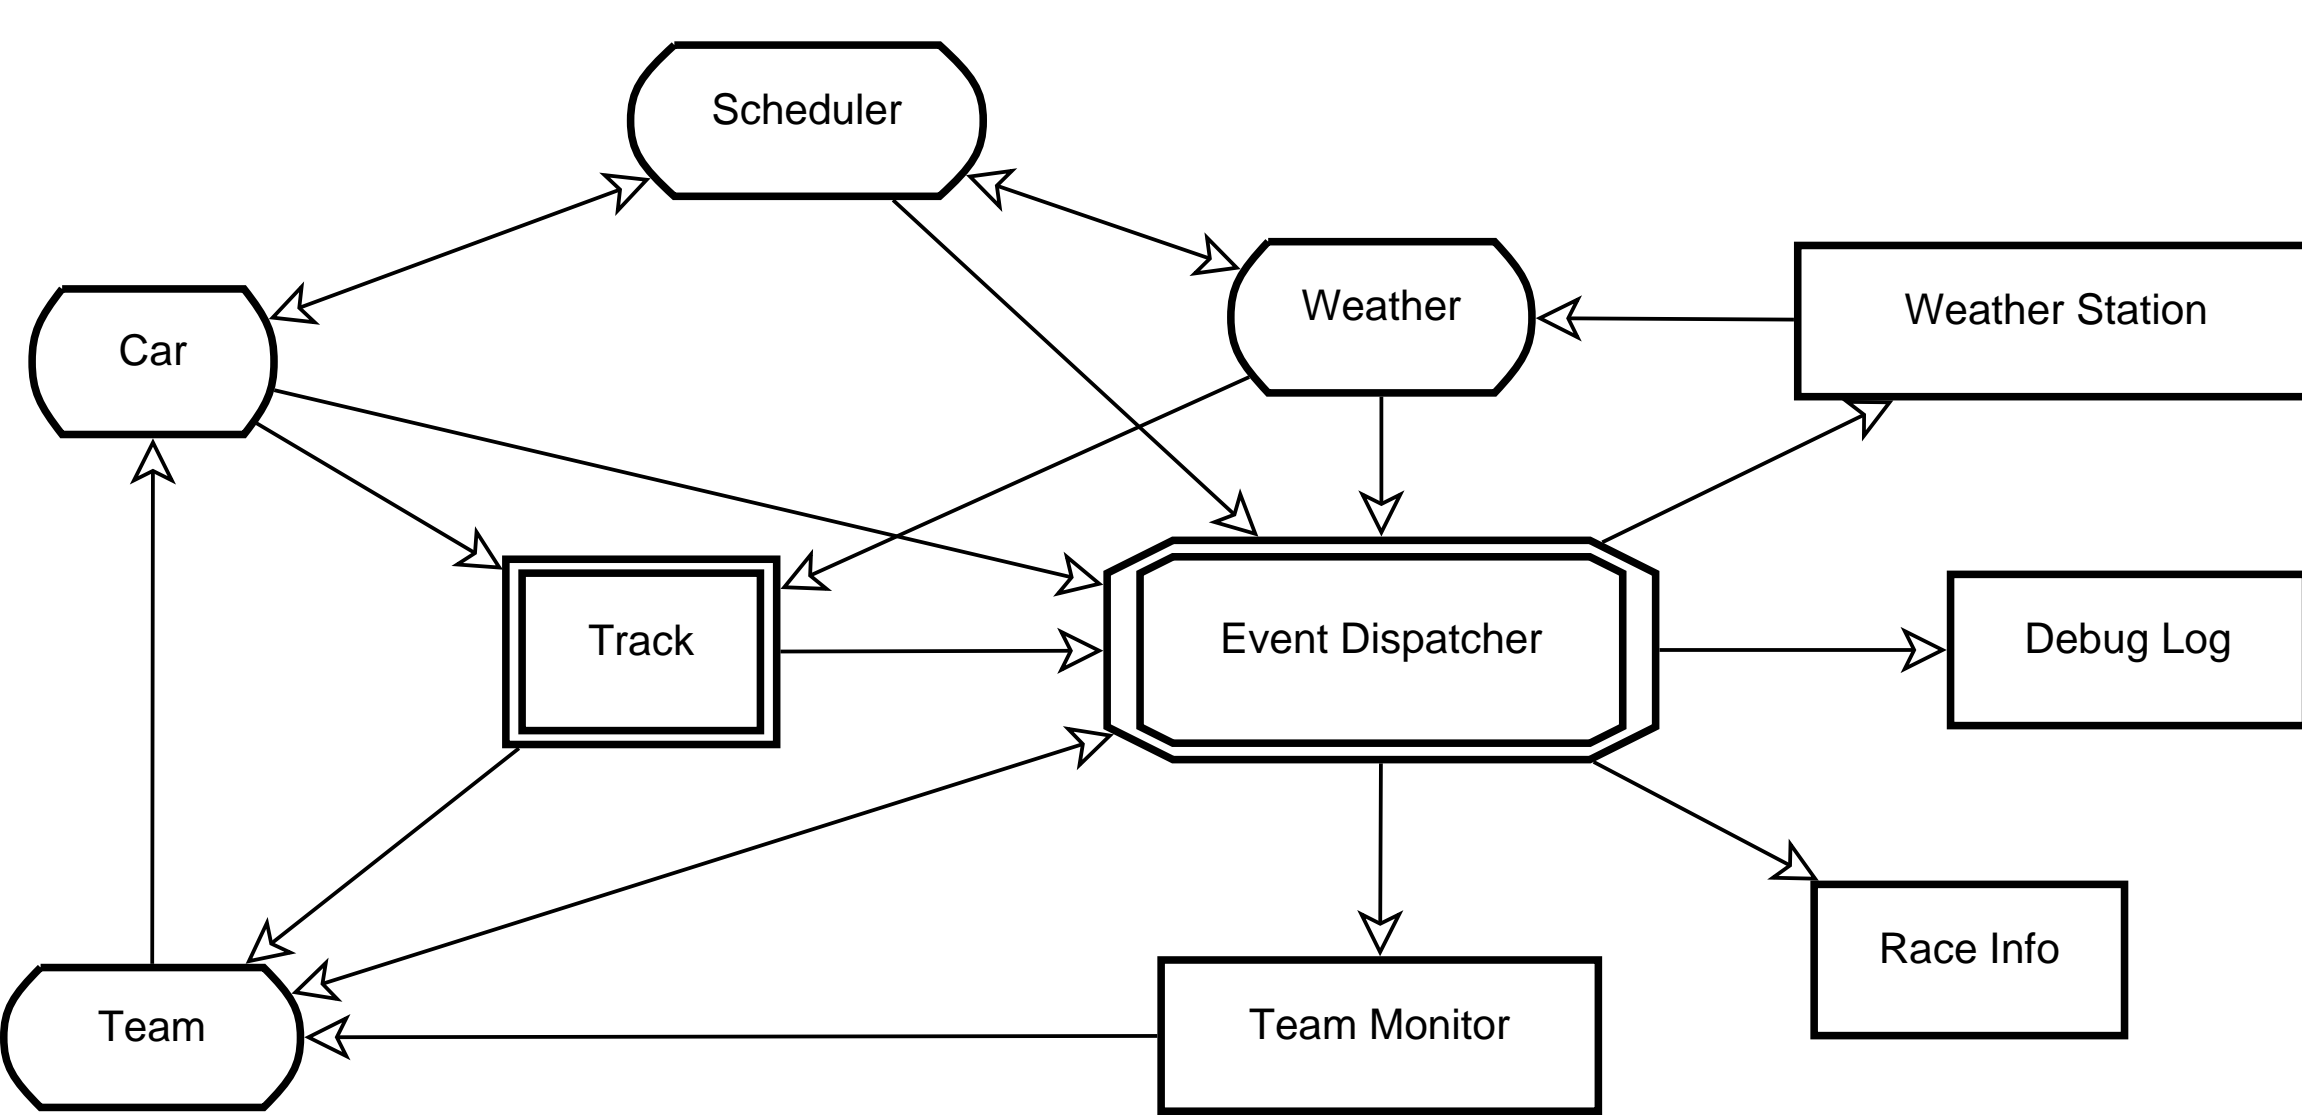 Scheduler
Weather
Weather Station
Car
Track
Event Dispatcher
Debug Log
Race Info
Team
Team Monitor